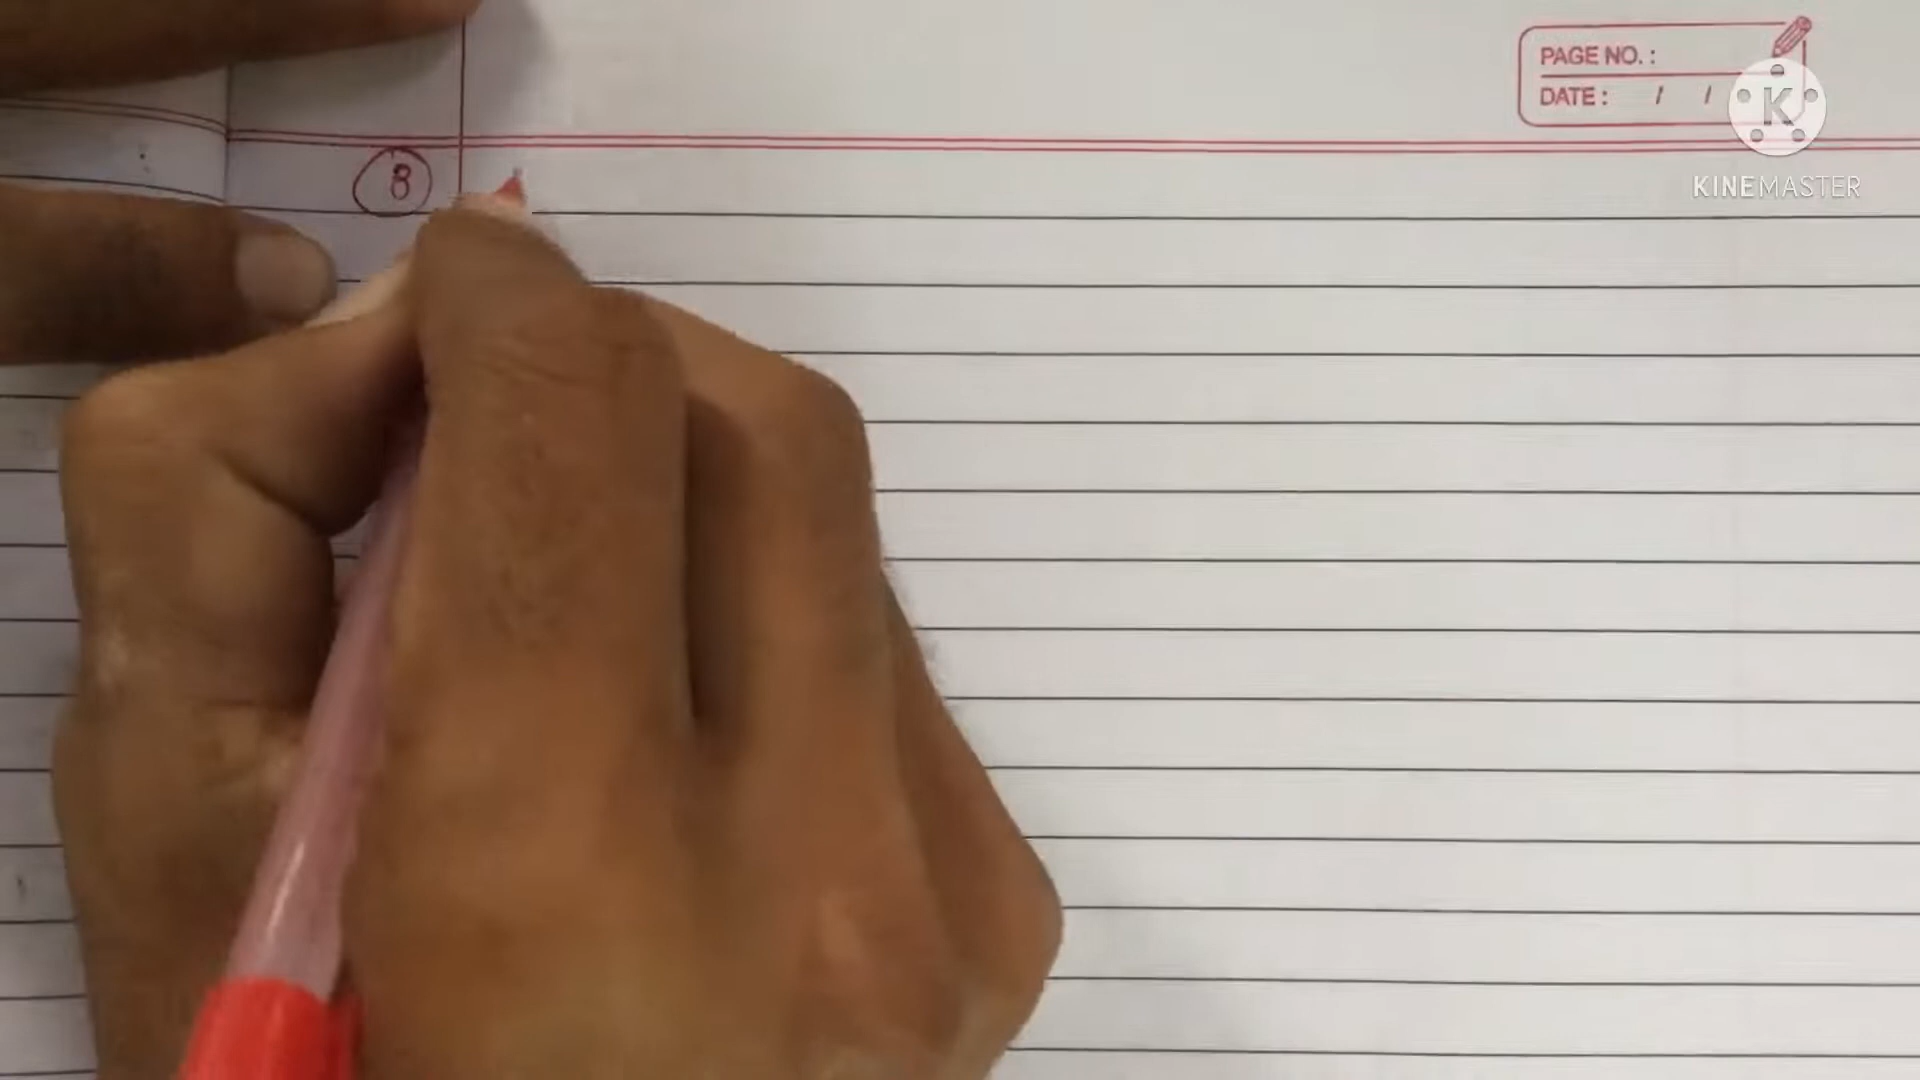 PAGE NO. :
DATE : / /
K
KINEMASTER
8